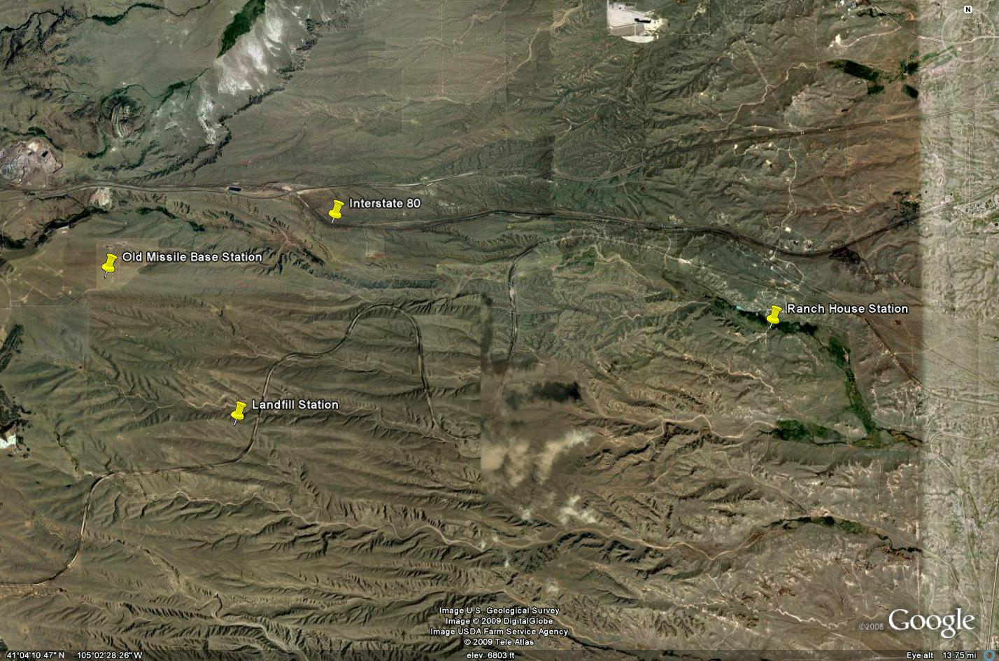 N
Interstate 80
Old Missile Base Station
Ranch House Station
Landfill Station
Image U.S. Geological Survey
Image © 2009 DigitalGlobe
Image USDA Farm Service Agency
© 2009 Tele Atlas
©2008 Google
41°04'10.47" N 105°02'28.26" W elev 6803 ft Eye alt 13.75 mi